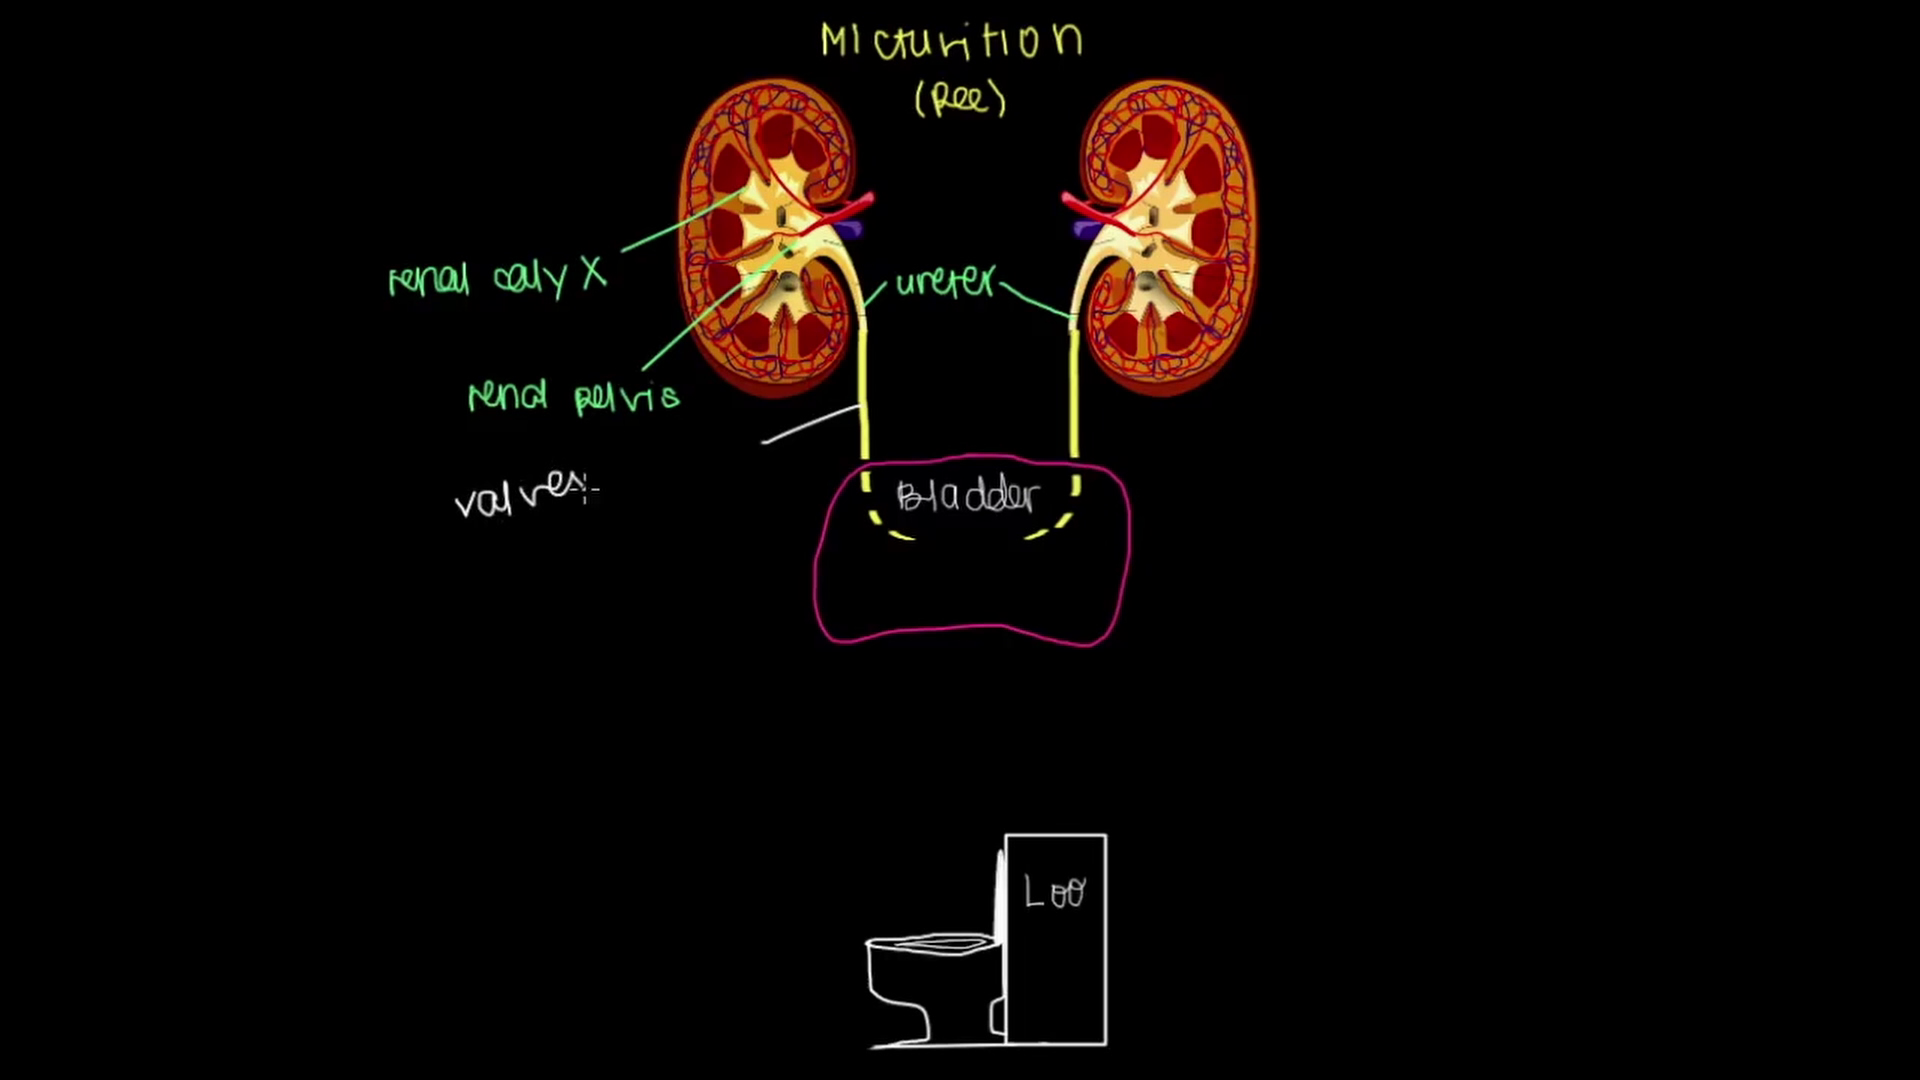 Micturition
(Pee)
renal calyx
ureter
renal pelvis
valves
Bladder
Loo